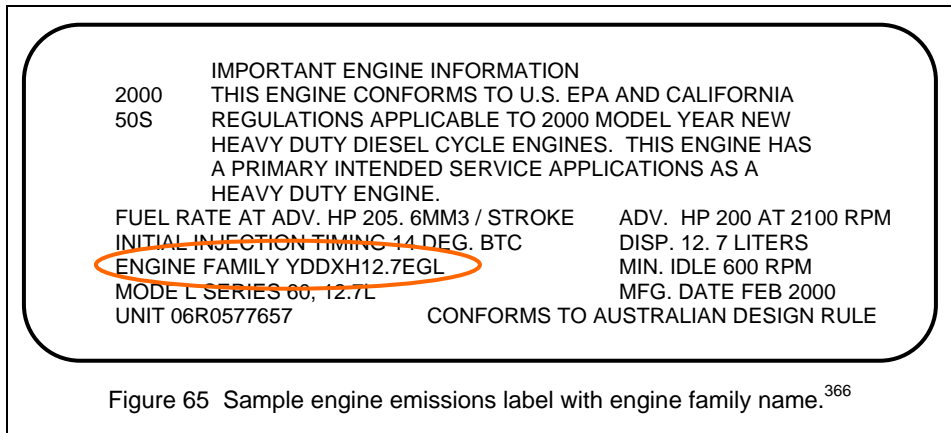 IMPORTANT ENGINE INFORMATION
2000 THIS ENGINE CONFORMS TO U.S. EPA AND CALIFORNIA
50S REGULATIONS APPLICABLE TO 2000 MODEL YEAR NEW
HEAVY DUTY DIESEL CYCLE ENGINES. THIS ENGINE HAS
A PRIMARY INTENDED SERVICE APPLICATIONS AS A
HEAVY DUTY ENGINE.
FUEL RATE AT ADV. HP 205. 6MM3 / STROKE ADV. HP 200 AT 2100 RPM
INITIAL INJECTION TIMING 14 DEG. BTC DISP. 12. 7 LITERS
ENGINE FAMILY YDDXH12.7EGL MIN. IDLE 600 RPM
MODE L SERIES 60, 12.7L MFG. DATE FEB 2000
UNIT 06R0577657 CONFORMS TO AUSTRALIAN DESIGN RULE
Figure 65 Sample engine emissions label with engine family name.366